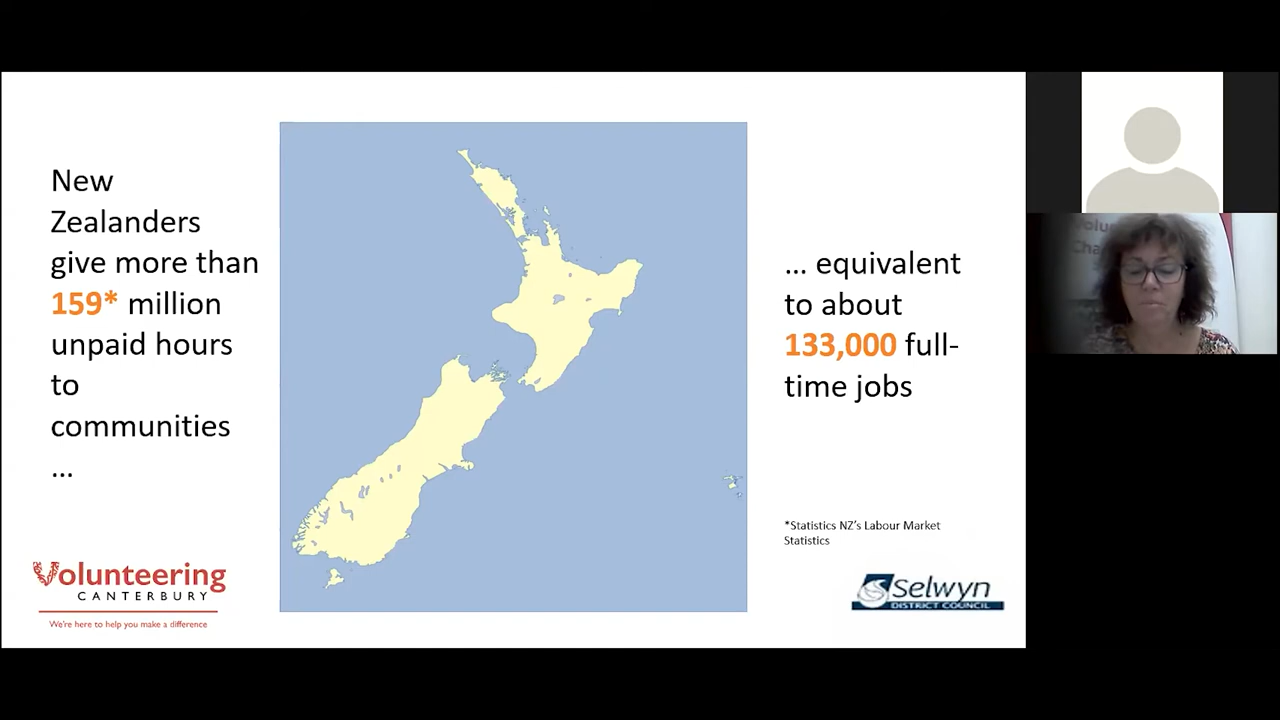 New
Zealanders
give more than
159* million
unpaid hours
to
communities
...
... equivalent
to about
133,000 full-
time jobs
*Statistics NZ's Labour Market
Statistics
Volunteering
CANTERBURY
We're here to help you make a difference
Selwyn
DISTRICT COUNCIL